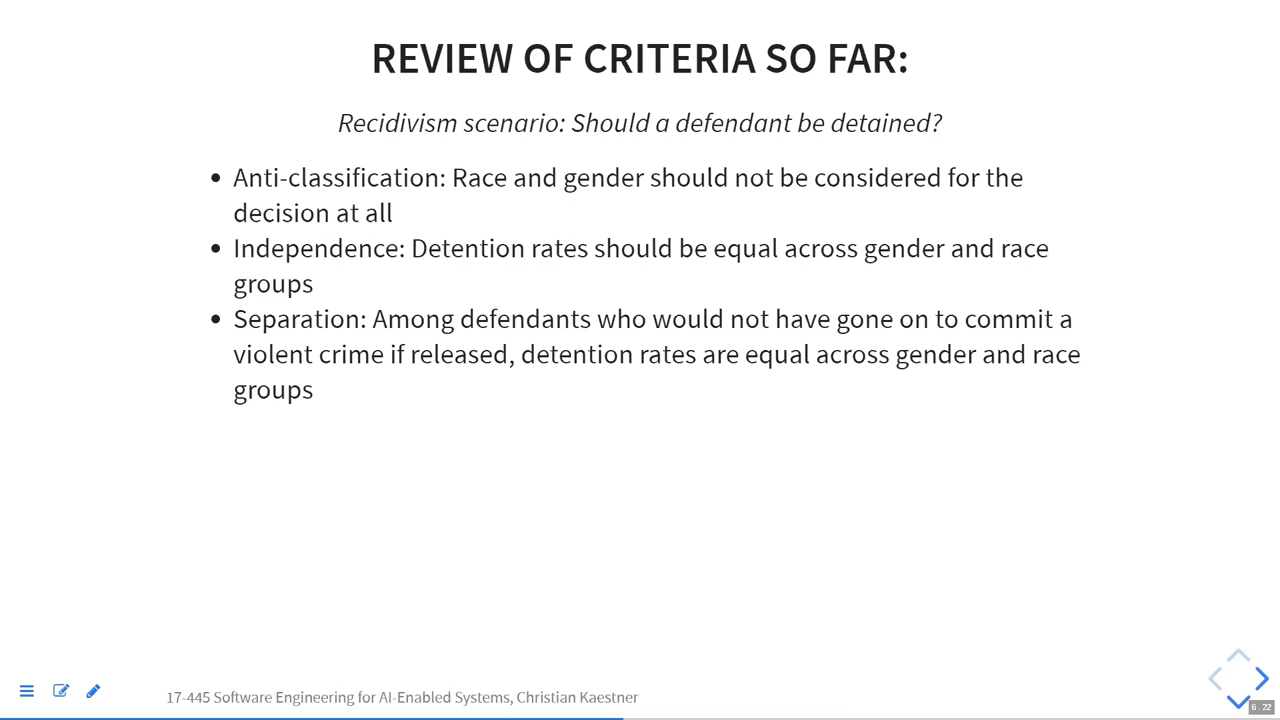 REVIEW OF CRITERIA SO FAR:
Recidivism scenario: Should a defendant be detained?
• Anti-classification: Race and gender should not be considered for the
decision at all
• Independence: Detention rates should be equal across gender and race
groups
• Separation: Among defendants who would not have gone on to commit a
violent crime if released, detention rates are equal across gender and race
groups
17-445 Software Engineering for AI-Enabled Systems, Christian Kaestner
6.22